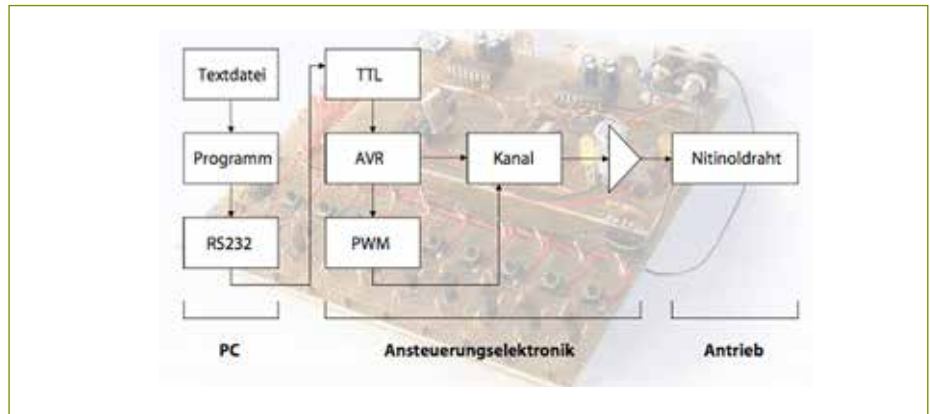 Textdatei
TTL
Programm
AVR
Kanal
Nitinoldraht
RS232
PWM
PC
Ansteuerungselektronik
Antrieb